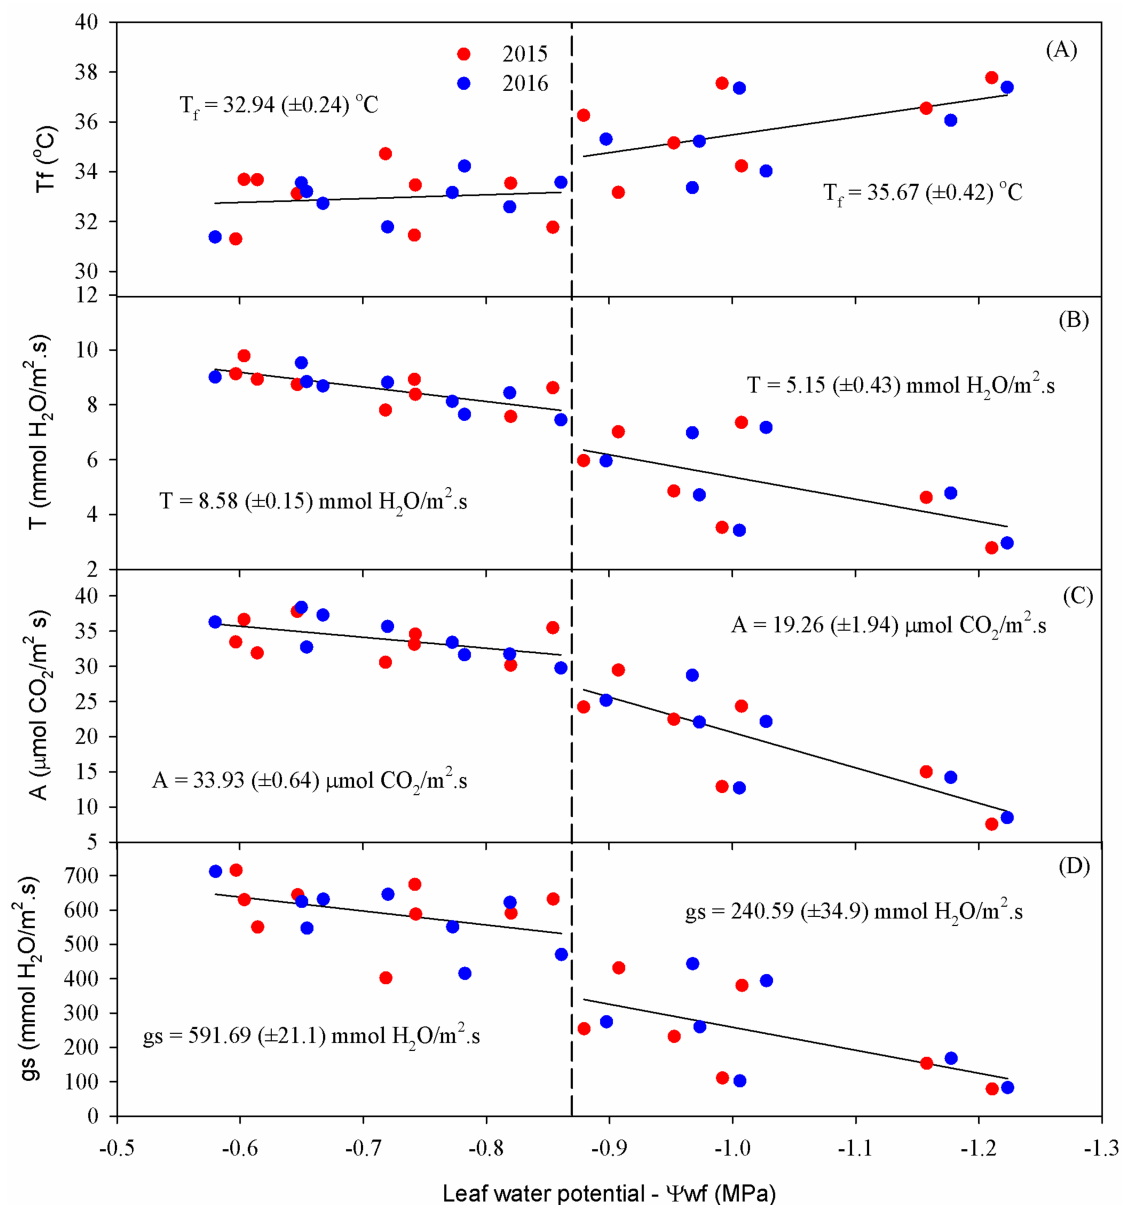 40
38
36
34
32
30
Tf (°C)
2015
2016
(A)
T_f = 32.94 (±0.24) °C
T_f = 35.67 (±0.42) °C
12
10
8
6
4
2
T (mmol H₂O/m².s)
(B)
T = 5.15 (±0.43) mmol H₂O/m².s
T = 8.58 (±0.15) mmol H₂O/m².s
40
35
30
25
20
15
10
5
A (μmol CO₂/m² s)
(C)
A = 19.26 (±1.94) μmol CO₂/m².s
A = 33.93 (±0.64) μmol CO₂/m².s
700
600
500
400
300
200
100
0
gs (mmol H₂O/m².s)
(D)
gs = 240.59 (±34.9) mmol H₂O/m².s
gs = 591.69 (±21.1) mmol H₂O/m².s
-0.5 -0.6 -0.7 -0.8 -0.9 -1.0 -1.1 -1.2 -1.3
Leaf water potential - Ψwf (MPa)